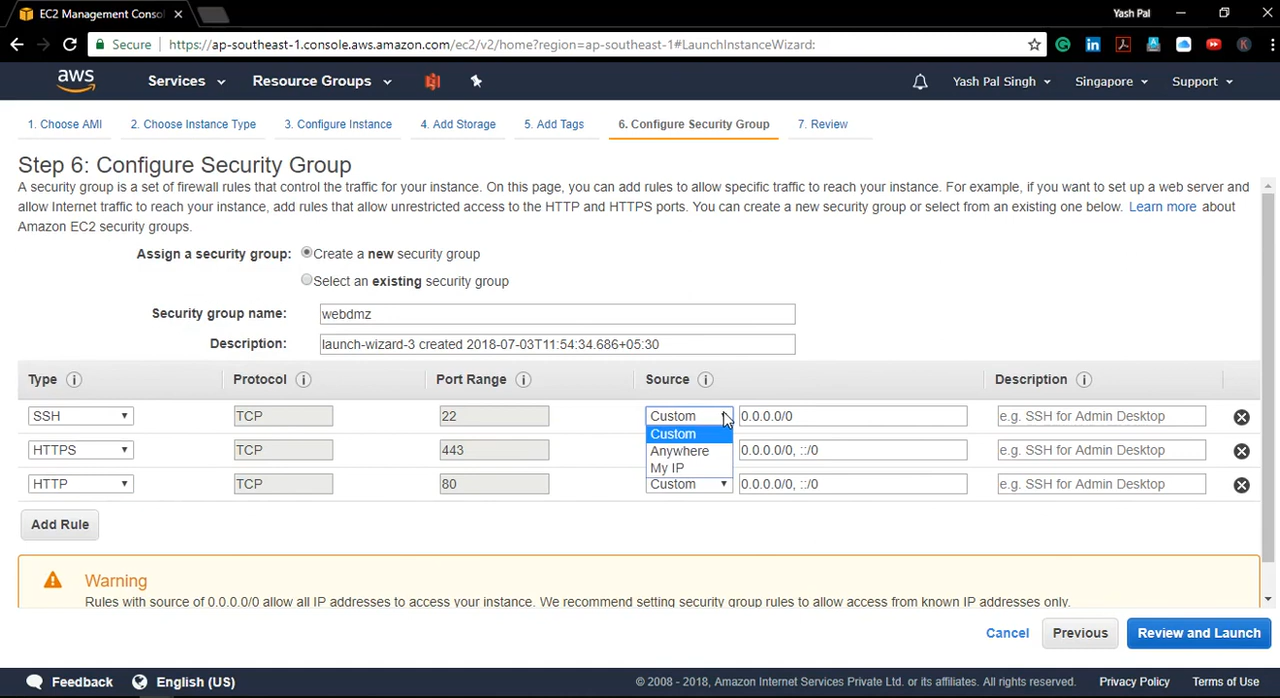 EC2 Management Conso
Yash Pal
Secure
https://ap-southeast-1.console.aws.amazon.com/ec2/v2/home?region=ap-southeast-1#LaunchInstanceWizard:
aws
Services
Resource Groups
Yash Pal Singh
Singapore
Support
1. Choose AMI
2. Choose Instance Type
3. Configure Instance
4. Add Storage
5. Add Tags
6. Configure Security Group
7. Review
Step 6: Configure Security Group
A security group is a set of firewall rules that control the traffic for your instance. On this page, you can add rules to allow specific traffic to reach your instance. For example, if you want to set up a web server and
allow Internet traffic to reach your instance, add rules that allow unrestricted access to the HTTP and HTTPS ports. You can create a new security group or select from an existing one below. Learn more about
Amazon EC2 security groups.
Assign a security group: Create a new security group
Select an existing security group
Security group name: webdmz
Description: launch-wizard-3 created 2018-07-03T11:54:34.686+05:30
Type Protocol Port Range Source Description
SSH TCP 22 Custom 0.0.0.0/0 e.g. SSH for Admin Desktop
Custom
HTTPS TCP 443 Anywhere 0.0.0.0/0, ::/0 e.g. SSH for Admin Desktop
My IP
HTTP TCP 80 Custom 0.0.0.0/0, ::/0 e.g. SSH for Admin Desktop
Add Rule
Warning
Rules with source of 0.0.0.0/0 allow all IP addresses to access your instance. We recommend setting security group rules to allow access from known IP addresses only.
Cancel
Previous
Review and Launch
Feedback
English (US)
© 2008 - 2018, Amazon Internet Services Private Ltd. or its affiliates. All rights reserved.
Privacy Policy
Terms of Use